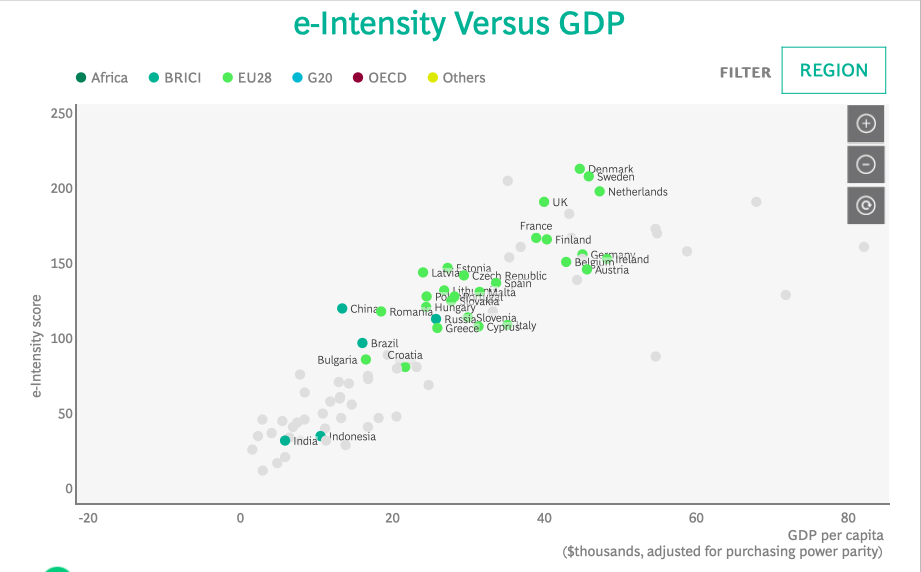 e-Intensity Versus GDP
Africa BRICI EU28 G20 OECD Others
FILTER REGION
e-Intensity score
250
200
150
100
50
0
Denmark
Sweden
Netherlands
UK
France
Finland
Germany
Ireland
Belgium
Austria
Estonia
Latvia
Czech Republic
Spain
Malta
Slovakia
China
Romania
Hungary
Russia
Slovenia
Greece
Cyprus
Italy
Brazil
Bulgaria
Croatia
India
Indonesia
-20 0 20 40 60 80
GDP per capita
($thousands, adjusted for purchasing power parity)